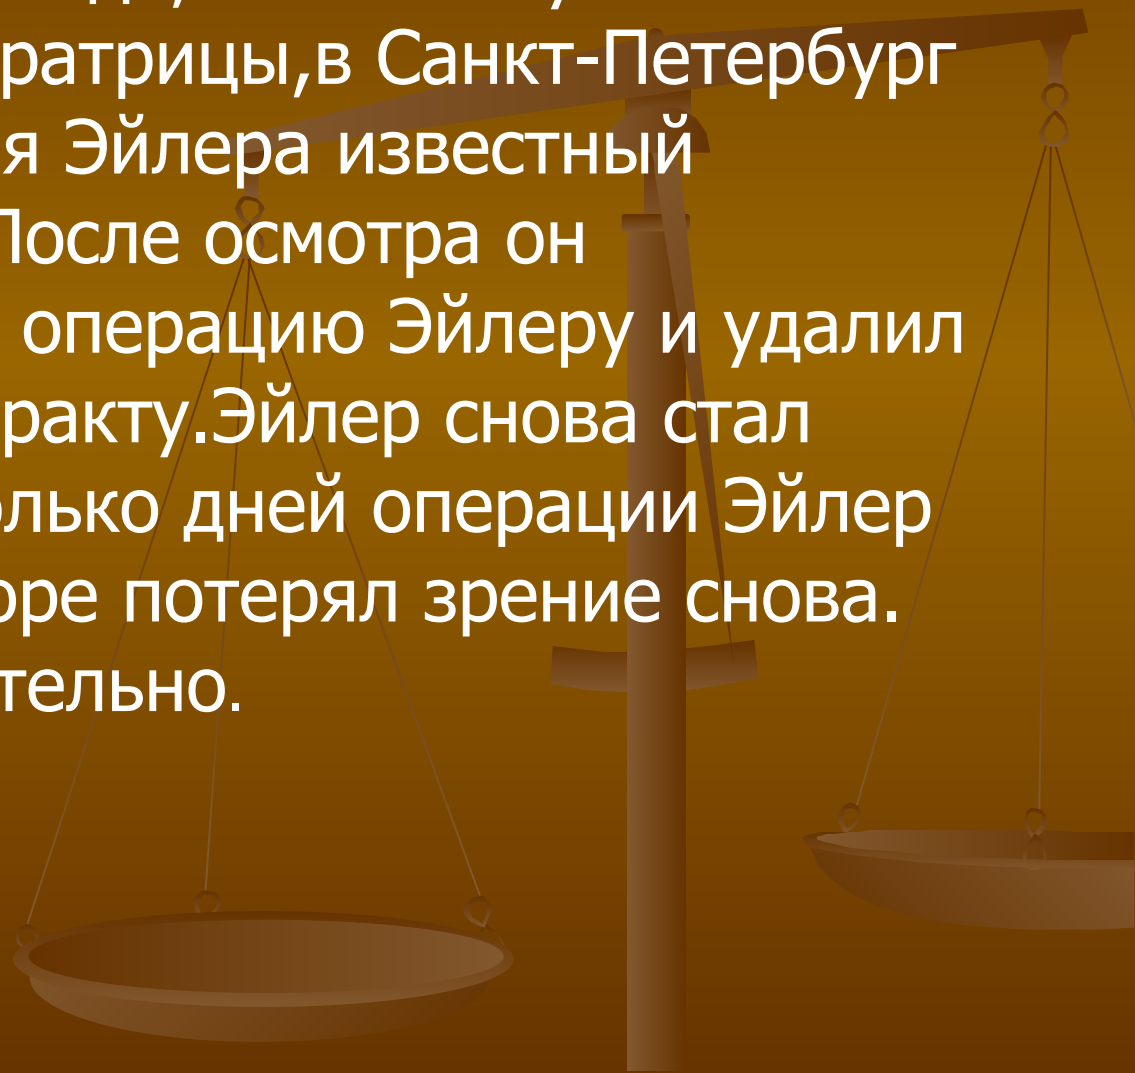 ратрицы,в Санкт-Петербург
я Эйлера известный
После осмотра он
операцию Эйлеру и удалил
ракту.Эйлер снова стал
олько дней операции Эйлер
оре потерял зрение снова.
тельно.